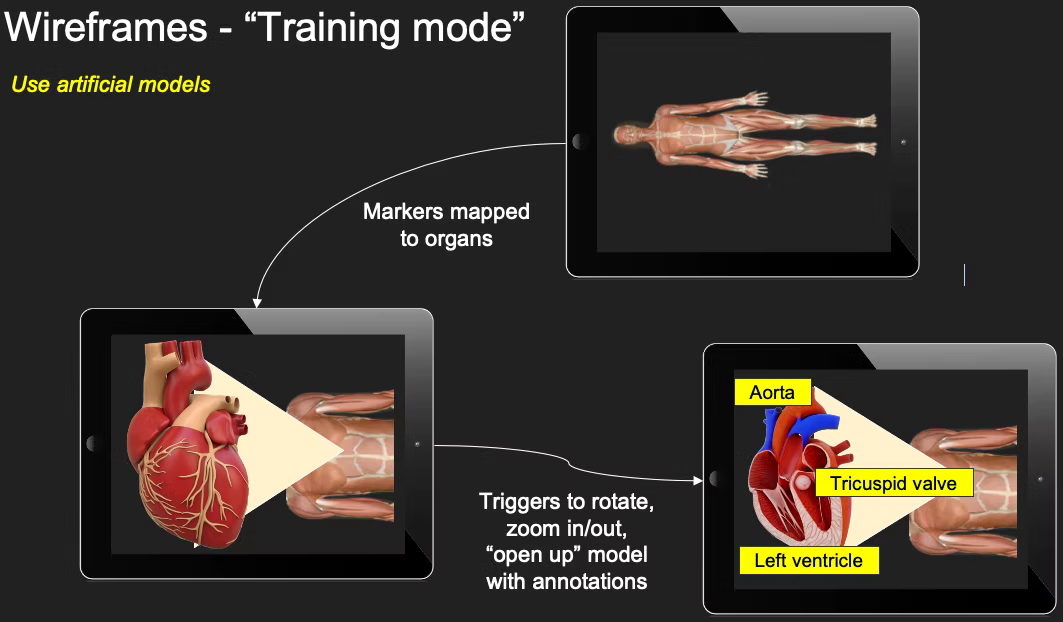 Wireframes - “Training mode”
Use artificial models
Markers mapped
to organs
Triggers to rotate,
zoom in/out,
“open up” model
with annotations
Aorta
Tricuspid valve
Left ventricle